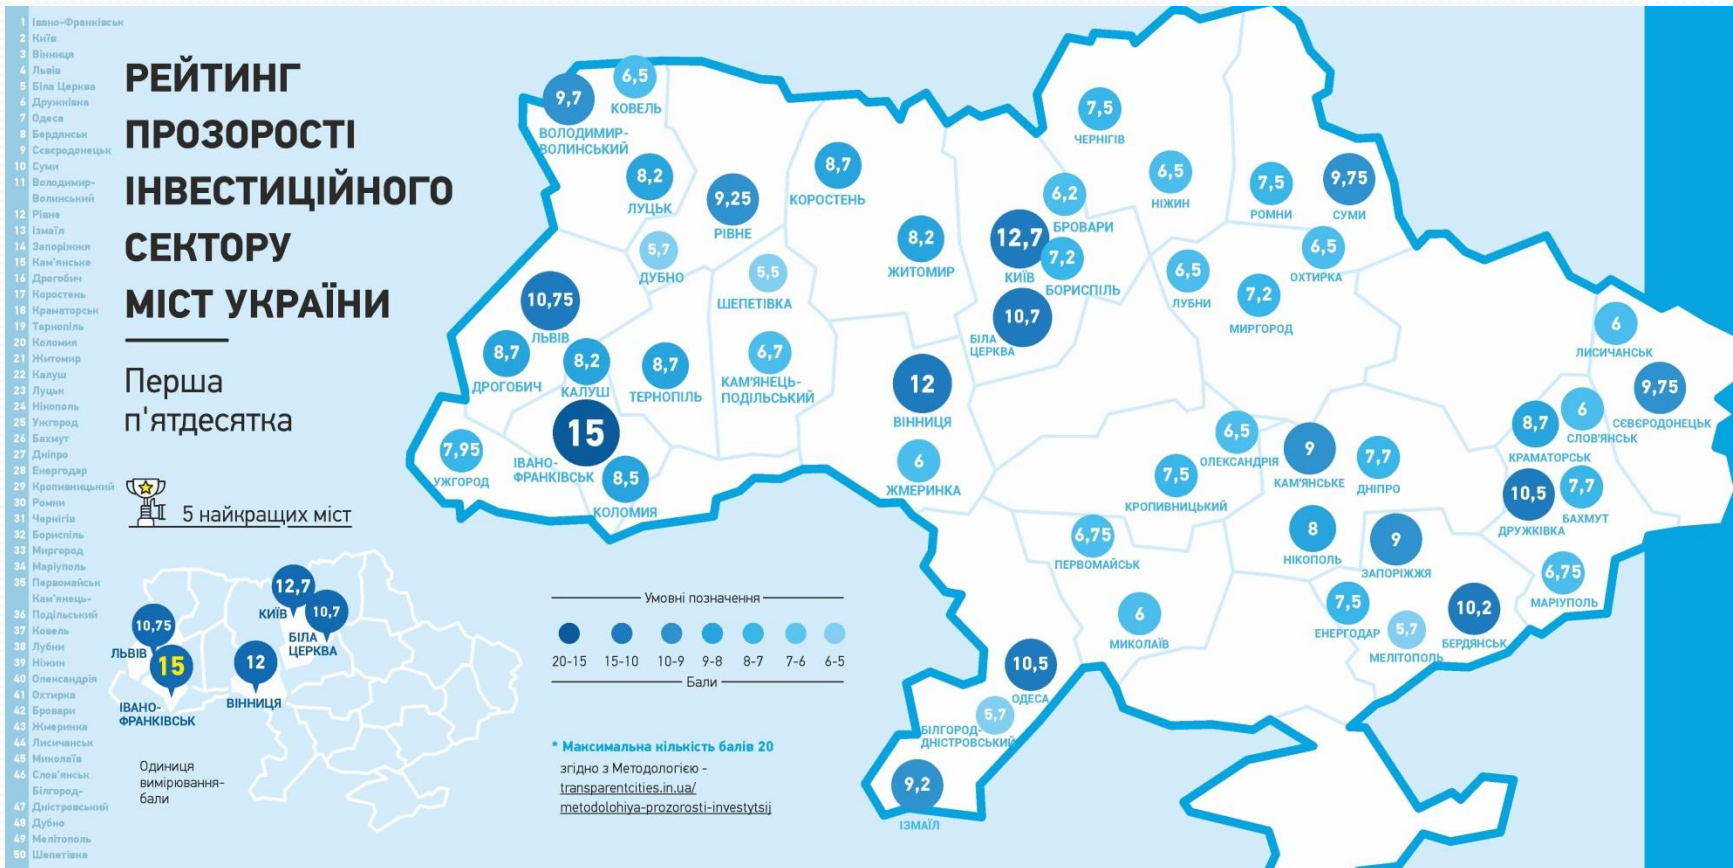 1 Івано-Франківськ
2 Київ
3 Вінниця
4 Львів
5 Біла Церква
6 Дружківка
7 Одеса
8 Бердянськ
9 Сєвєродонецьк
10 Суми
11 Володимир-
Волинський
12 Рівне
13 Ізмаїл
14 Запоріжжя
15 Кам'янське
16 Дрогобич
17 Коростень
18 Краматорськ
19 Тернопіль
20 Коломия
21 Житомир
22 Калуш
23 Луцьк
24 Нікополь
25 Ужгород
26 Бахмут
27 Дніпро
28 Енергодар
29 Кропивницький
30 Ромни
31 Чернігів
32 Бориспіль
33 Миргород
34 Маріуполь
35 Первомайськ
Кам'янець-
36 Подільський
37 Ковель
38 Лубни
39 Ніжин
40 Олександрія
41 Охтирка
42 Бровари
43 Жмеринка
44 Лисичанськ
45 Миколаїв
46 Слов'янськ
Білгород-
47 Дністровський
48 Дубно
49 Мелітополь
50 Шепетівка
РЕЙТИНГ
ПРОЗОРОСТІ
ІНВЕСТИЦІЙНОГО
СЕКТОРУ
МІСТ УКРАЇНИ
Перша
п'ятдесятка
5 найкращих міст
12,7
КИЇВ
10,7
БІЛА
ЦЕРКВА
10,75
ЛЬВІВ
15
ІВАНО-
ФРАНКІВСЬК
12
ВІННИЦЯ
Одиниця
вимірювання-
бали
Умовні позначення
20-15 15-10 10-9 9-8 8-7 7-6 6-5
Бали
* Максимальна кількість балів 20
згідно з Методологією -
transparentcities.in.ua/
metodolohiya-prozorosti-investytsij
9,7
ВОЛОДИМИР-
ВОЛИНСЬКИЙ
6,5
КОВЕЛЬ
8,2
ЛУЦЬК
9,25
РІВНЕ
5,7
ДУБНО
8,7
КОРОСТЕНЬ
5,5
ШЕПЕТІВКА
8,2
ЖИТОМИР
10,75
ЛЬВІВ
8,7
ДРОГОБИЧ
8,2
КАЛУШ
8,7
ТЕРНОПІЛЬ
6,7
КАМ'ЯНЕЦЬ-
ПОДІЛЬСЬКИЙ
15
ІВАНО-
ФРАНКІВСЬК
7,95
УЖГОРОД
8,5
КОЛОМИЯ
12
ВІННИЦЯ
6
ЖМЕРИНКА
12,7
КИЇВ
6,2
БРОВАРИ
7,2
БОРИСПІЛЬ
10,7
БІЛА
ЦЕРКВА
7,5
ЧЕРНІГІВ
6,5
НІЖИН
7,5
РОМНИ
9,75
СУМИ
6,5
ОХТИРКА
6,5
ЛУБНИ
7,2
МИРГОРОД
6
ЛИСИЧАНСЬК
9,75
СЄВЄРОДОНЕЦЬК
6
СЛОВ'ЯНСЬК
8,7
КРАМАТОРСЬК
10,5
ДРУЖКІВКА
7,7
БАХМУТ
6,5
ОЛЕКСАНДРІЯ
7,5
КРОПИВНИЦЬКИЙ
9
КАМ'ЯНСЬКЕ
7,7
ДНІПРО
8
НІКОПОЛЬ
9
ЗАПОРІЖЖЯ
6,75
ПЕРВОМАЙСЬК
6
МИКОЛАЇВ
7,5
ЕНЕРГОДАР
5,7
МЕЛІТОПОЛЬ
10,2
БЕРДЯНСЬК
6,75
МАРІУПОЛЬ
10,5
ОДЕСА
5,7
БІЛГОРОД-
ДНІСТРОВСЬКИЙ
9,2
ІЗМАЇЛ